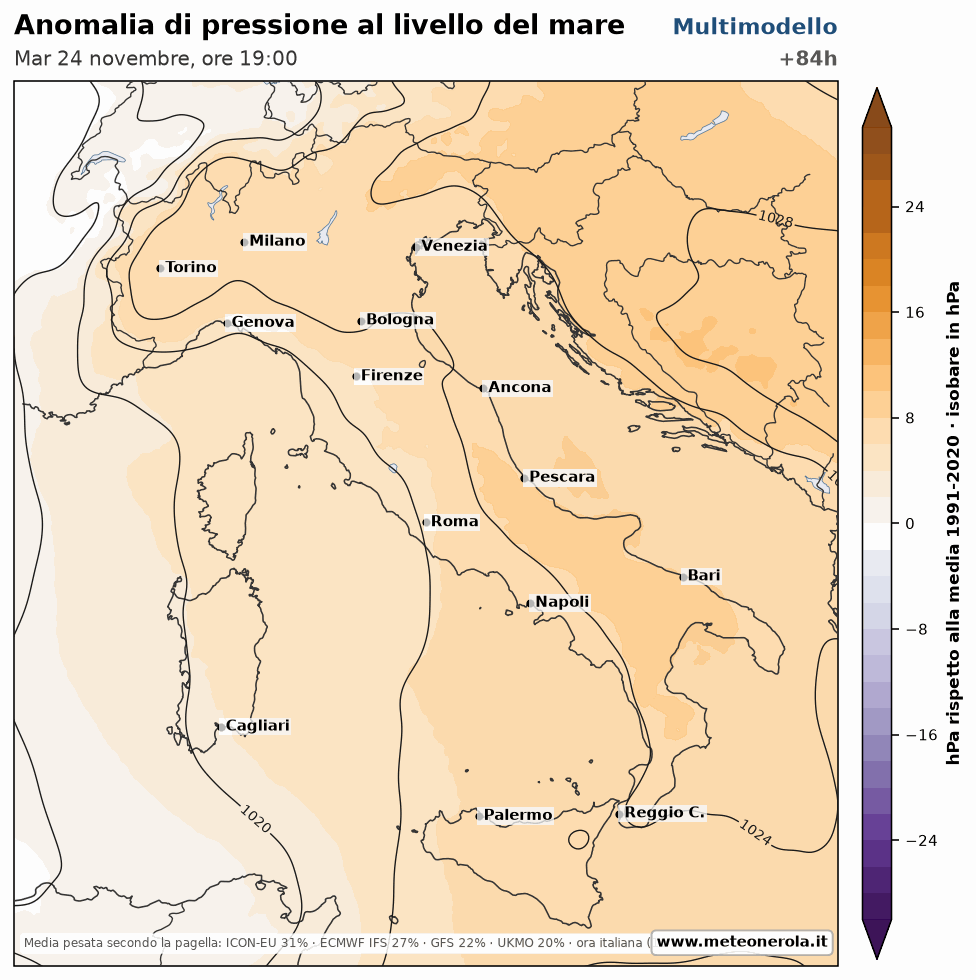 Anomalia di pressione al livello del mare
Multimodello
Mar 24 novembre, ore 19:00
+84h
1028
Milano
Venezia
Torino
Genova
Bologna
Firenze
Ancona
Pescara
Roma
Bari
Napoli
Cagliari
1020
Palermo
Reggio C.
1024
24
16
8
0
−8
−16
−24
hPa rispetto alla media 1991-2020 · isobare in hPa
Media pesata secondo la pagella: ICON-EU 31% · ECMWF IFS 27% · GFS 22% · UKMO 20% · ora italiana (
www.meteonerola.it